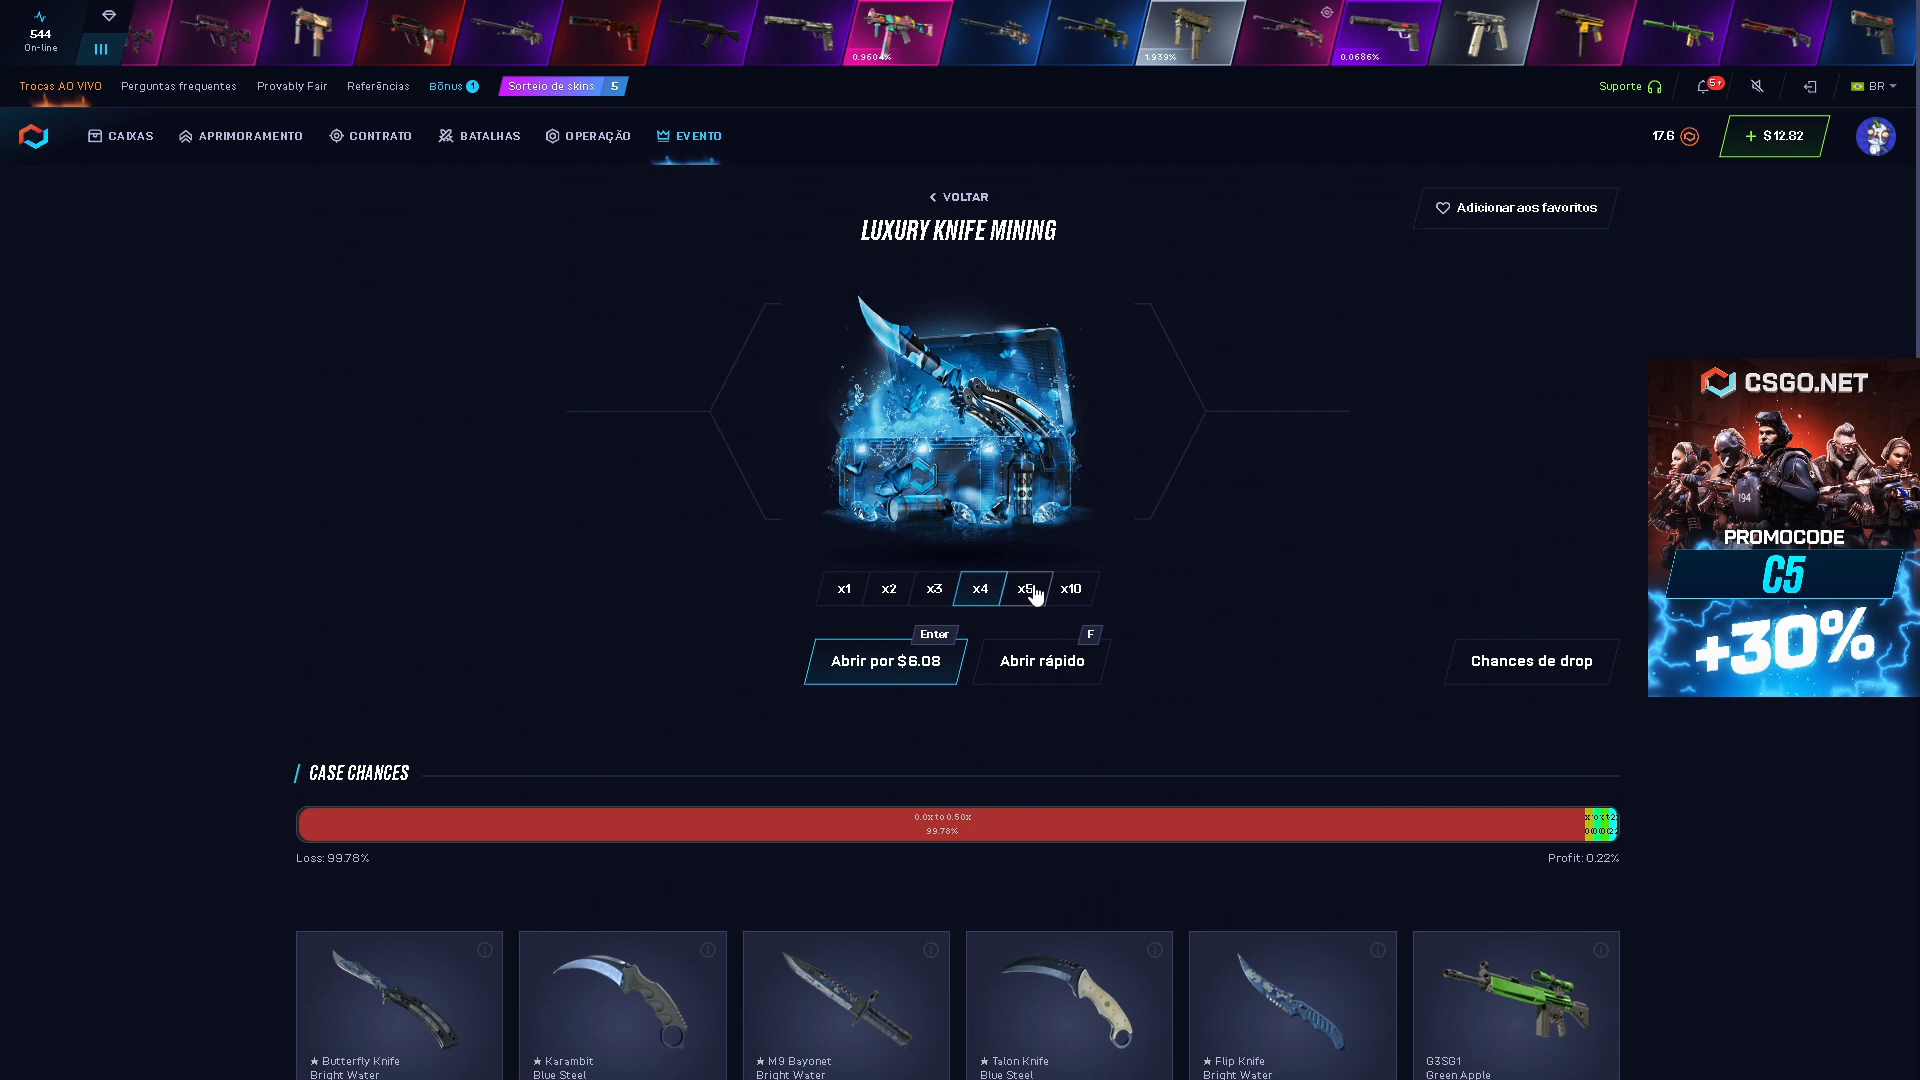 544
On-line
0.9604%
1.939%
0.0686%
Trocas AO VIVO
Perguntas frequentes
Provably Fair
Referências
Bônus 1
Sorteio de skins 5
Suporte
5+
BR
CAIXAS
APRIMORAMENTO
CONTRATO
BATALHAS
OPERAÇÃO
EVENTO
17.6
+ $12.82
VOLTAR
LUXURY KNIFE MINING
Adicionar aos favoritos
CSGO.NET
194
PROMOCODE
C5
+30%
x1
x2
x3
x4
x5
x10
Enter
F
Abrir por $6.08
Abrir rápido
Chances de drop
CASE CHANCES
0.0x to 0.50x
99.78%
Loss: 99.78%
Profit: 0.22%
★ Butterfly Knife
Bright Water
★ Karambit
Blue Steel
★ M9 Bayonet
Bright Water
★ Talon Knife
Blue Steel
★ Flip Knife
Bright Water
G3SG1
Green Apple